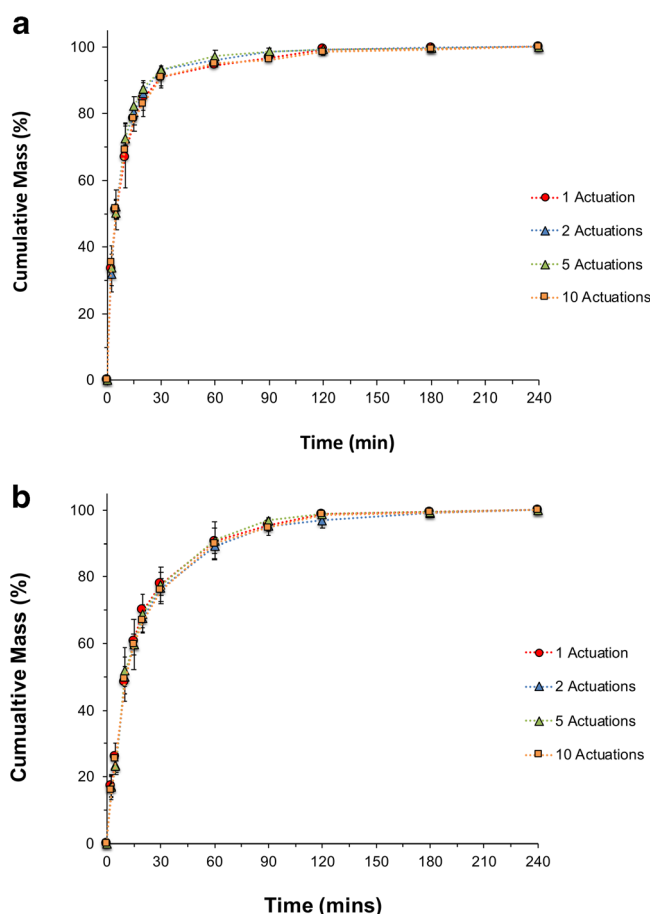 a
Cumulative Mass (%)
100
80
60
40
20
0
0 30 60 90 120 150 180 210 240
Time (min)
1 Actuation
2 Actuations
5 Actuations
10 Actuations
b
Cumualtive Mass (%)
100
80
60
40
20
0
0 30 60 90 120 150 180 210 240
Time (mins)
1 Actuation
2 Actuations
5 Actuations
10 Actuations